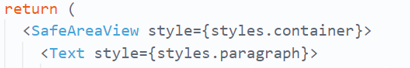 return (
<SafeAreaView style={styles.container}>
<Text style={styles.paragraph}>